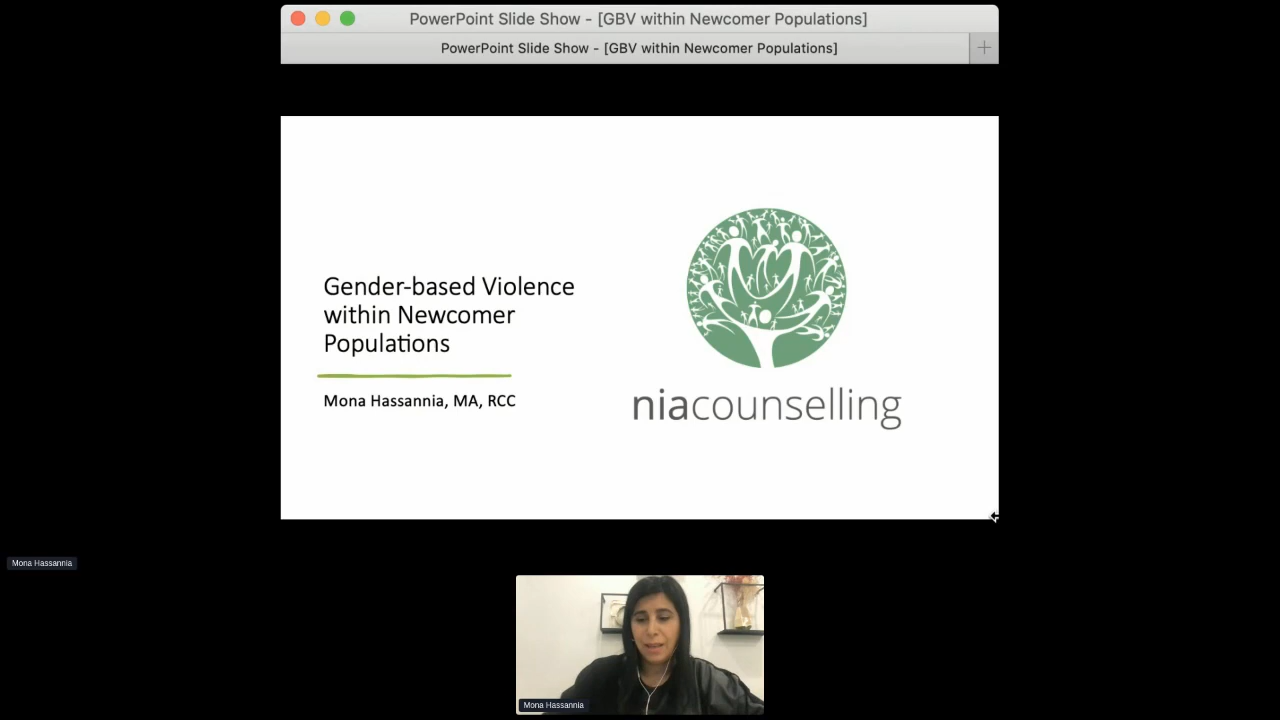 PowerPoint Slide Show - [GBV within Newcomer Populations]
PowerPoint Slide Show - [GBV within Newcomer Populations]
Gender-based Violence
within Newcomer
Populations
Mona Hassannia, MA, RCC
niacounselling
Mona Hassannia
Mona Hassannia